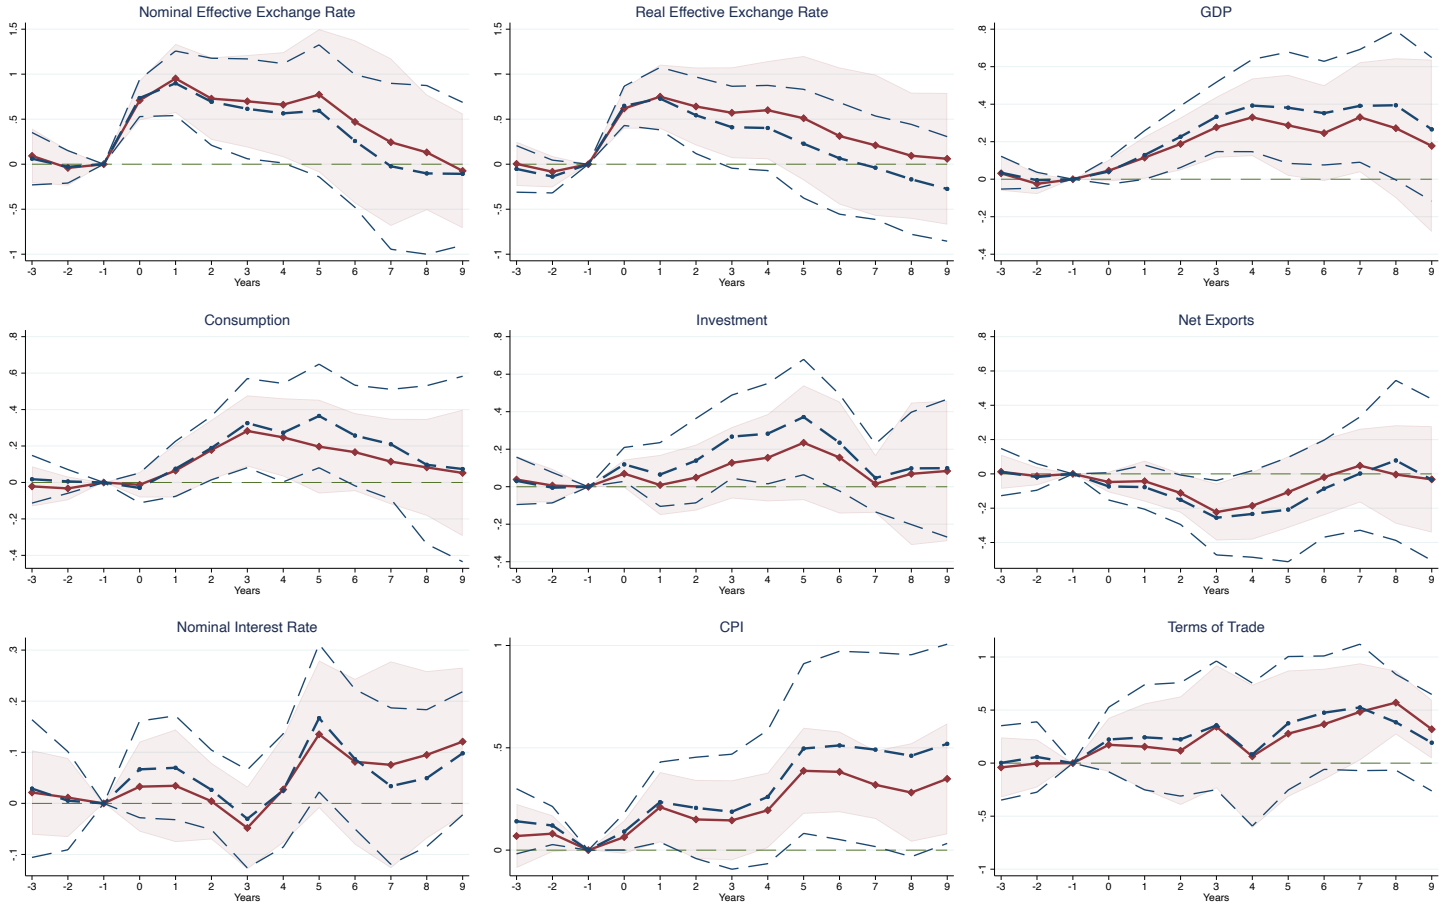 Nominal Effective Exchange Rate
1.5
1
.5
0
-.5
-1
-3 -2 -1 0 1 2 3 4 5 6 7 8 9
Years
Real Effective Exchange Rate
1.5
1
.5
0
-.5
-1
-3 -2 -1 0 1 2 3 4 5 6 7 8 9
Years
GDP
.8
.6
.4
.2
0
-.2
-.4
-3 -2 -1 0 1 2 3 4 5 6 7 8 9
Years
Consumption
.8
.6
.4
.2
0
-.2
-.4
-3 -2 -1 0 1 2 3 4 5 6 7 8 9
Years
Investment
.8
.6
.4
.2
0
-.2
-.4
-3 -2 -1 0 1 2 3 4 5 6 7 8 9
Years
Net Exports
.8
.6
.4
.2
0
-.2
-.4
-3 -2 -1 0 1 2 3 4 5 6 7 8 9
Years
Nominal Interest Rate
.3
.2
.1
0
-.1
-3 -2 -1 0 1 2 3 4 5 6 7 8 9
Years
CPI
1
.5
0
-3 -2 -1 0 1 2 3 4 5 6 7 8 9
Years
Terms of Trade
1
.5
0
-.5
-1
-3 -2 -1 0 1 2 3 4 5 6 7 8 9
Years